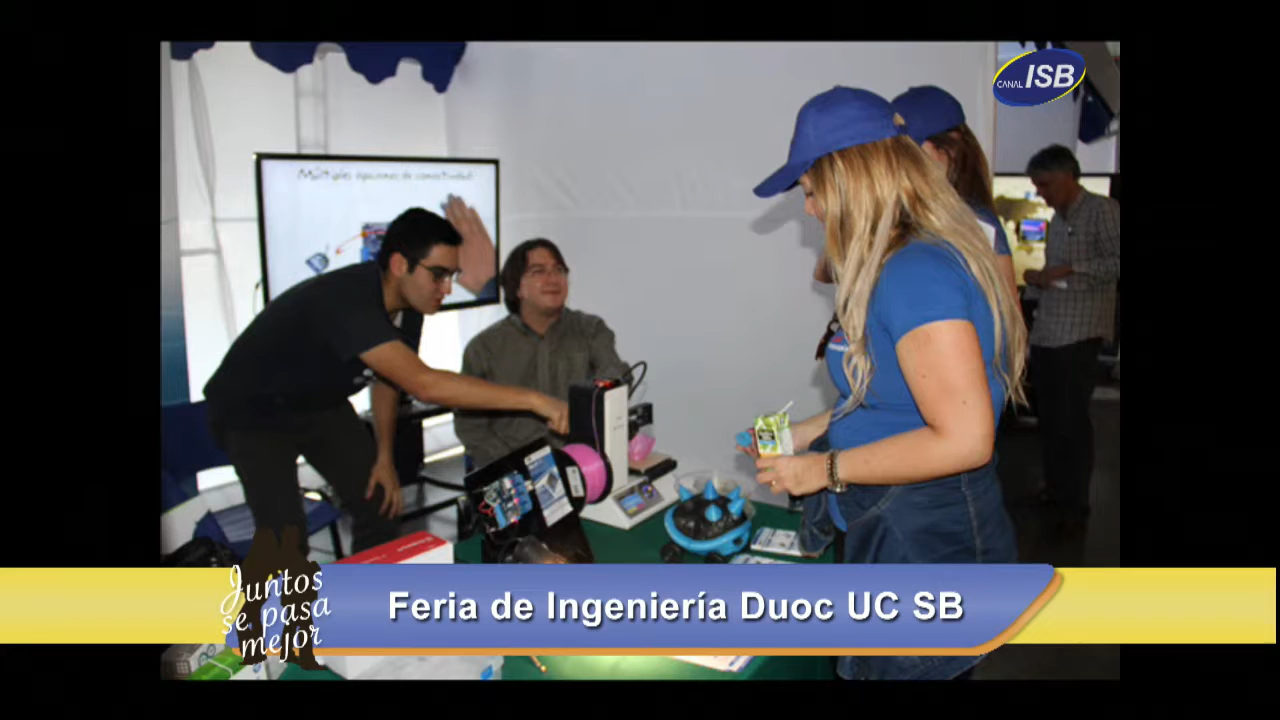 CANAL ISB
Múltiples opciones de conectividad
Juntos
se pasa
mejor
Feria de Ingeniería Duoc UC SB